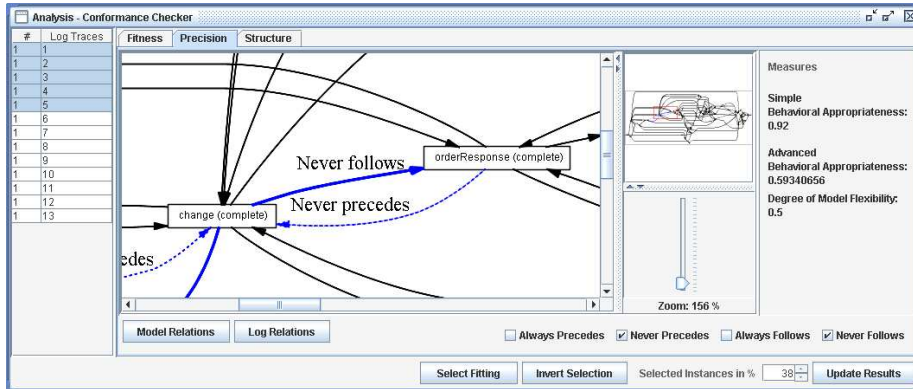 Analysis - Conformance Checker
# Log Traces
1 1
1 2
1 3
1 4
1 5
1 6
1 7
1 8
1 9
1 10
1 11
1 12
1 13
Fitness Precision Structure
Never follows
orderResponse (complete)
Never precedes
change (complete)
edes
Measures
Simple
Behavioral Appropriateness:
0.92
Advanced
Behavioral Appropriateness:
0.59340656
Degree of Model Flexibility:
0.5
Zoom: 156 %
Model Relations Log Relations
Always Precedes Never Precedes Always Follows Never Follows
Select Fitting Invert Selection Selected Instances in % 38 Update Results